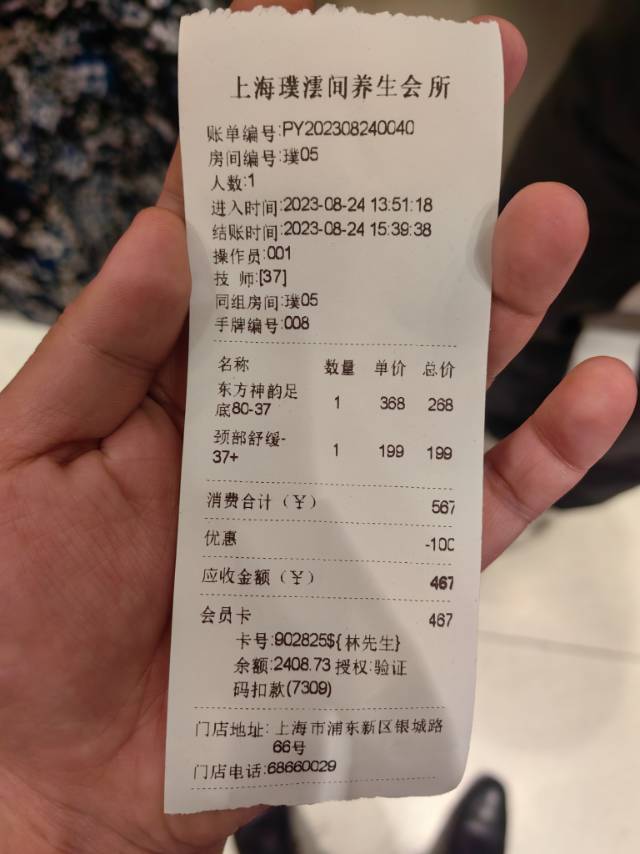 上海璞澐间养生会所
账单编号:PY202308240040
房间编号:璞05
人数:1
进入时间:2023-08-24 13:51:18
结账时间:2023-08-24 15:39:38
操作员:001
技 师:[37]
同组房间:璞05
手牌编号:008
名称 数量 单价 总价
东方神韵足
底80-37 1 368 268
颈部舒缓-
37+ 1 199 199
消费合计（￥） 567
优惠 -100
应收金额（￥） 467
会员卡 467
卡号:902825${林先生}
余额:2408.73 授权:验证
码扣款(7309)
门店地址: 上海市浦东新区银城路
66号
门店电话:68660029